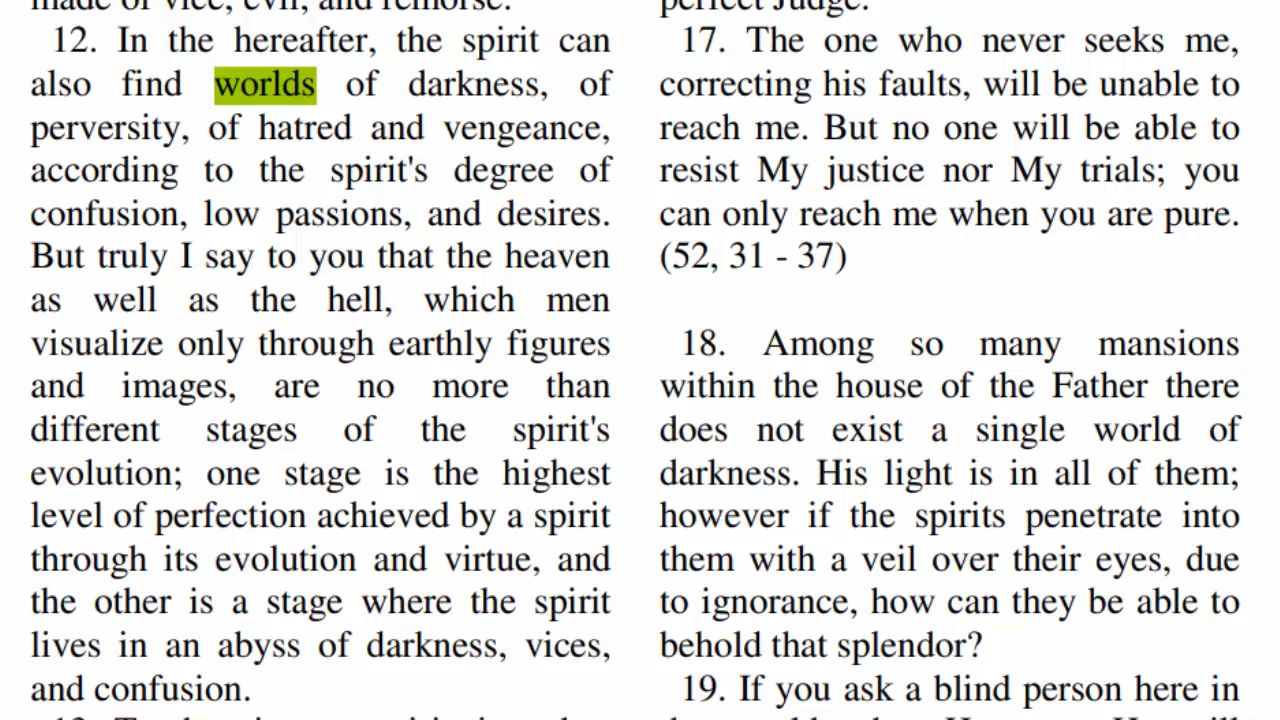 made of vice, evil, and remorse.
12. In the hereafter, the spirit can
also find worlds of darkness, of
perversity, of hatred and vengeance,
according to the spirit's degree of
confusion, low passions, and desires.
But truly I say to you that the heaven
as well as the hell, which men
visualize only through earthly figures
and images, are no more than
different stages of the spirit's
evolution; one stage is the highest
level of perfection achieved by a spirit
through its evolution and virtue, and
the other is a stage where the spirit
lives in an abyss of darkness, vices,
and confusion.
perfect Judge.
17. The one who never seeks me,
correcting his faults, will be unable to
reach me. But no one will be able to
resist My justice nor My trials; you
can only reach me when you are pure.
(52, 31 - 37)
18. Among so many mansions
within the house of the Father there
does not exist a single world of
darkness. His light is in all of them;
however if the spirits penetrate into
them with a veil over their eyes, due
to ignorance, how can they be able to
behold that splendor?
19. If you ask a blind person here in